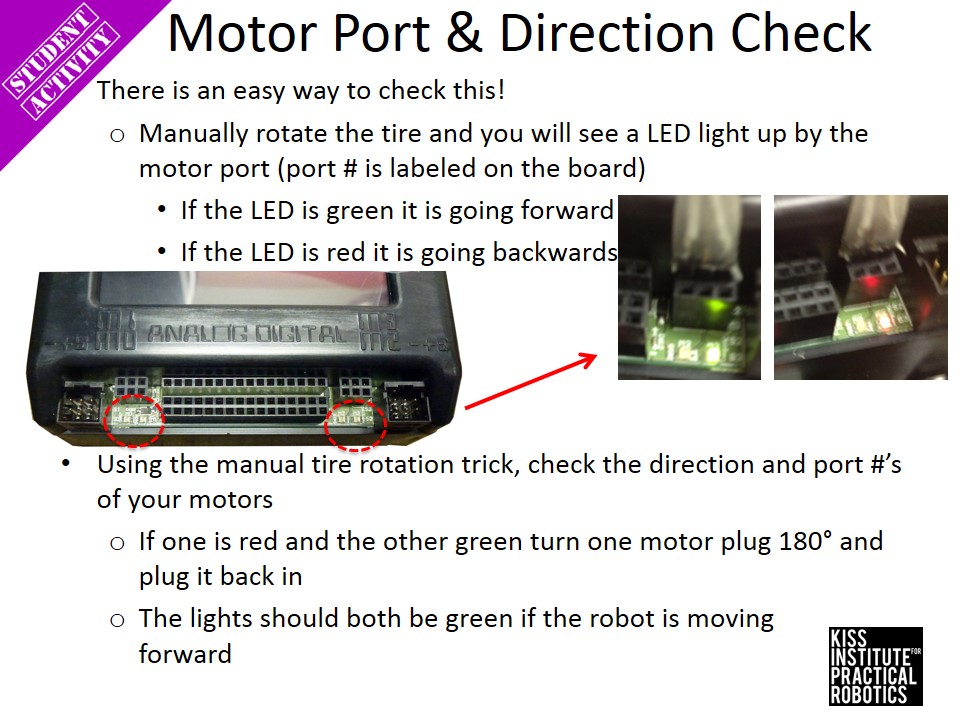 STUDENT
ACTIVITY
Motor Port & Direction Check
There is an easy way to check this!
o Manually rotate the tire and you will see a LED light up by the
motor port (port # is labeled on the board)
• If the LED is green it is going forward
• If the LED is red it is going backwards
ANALOG DIGITAL
• Using the manual tire rotation trick, check the direction and port #’s
of your motors
o If one is red and the other green turn one motor plug 180° and
plug it back in
o The lights should both be green if the robot is moving
forward
KISS
INSTITUTE FOR
PRACTICAL
ROBOTICS